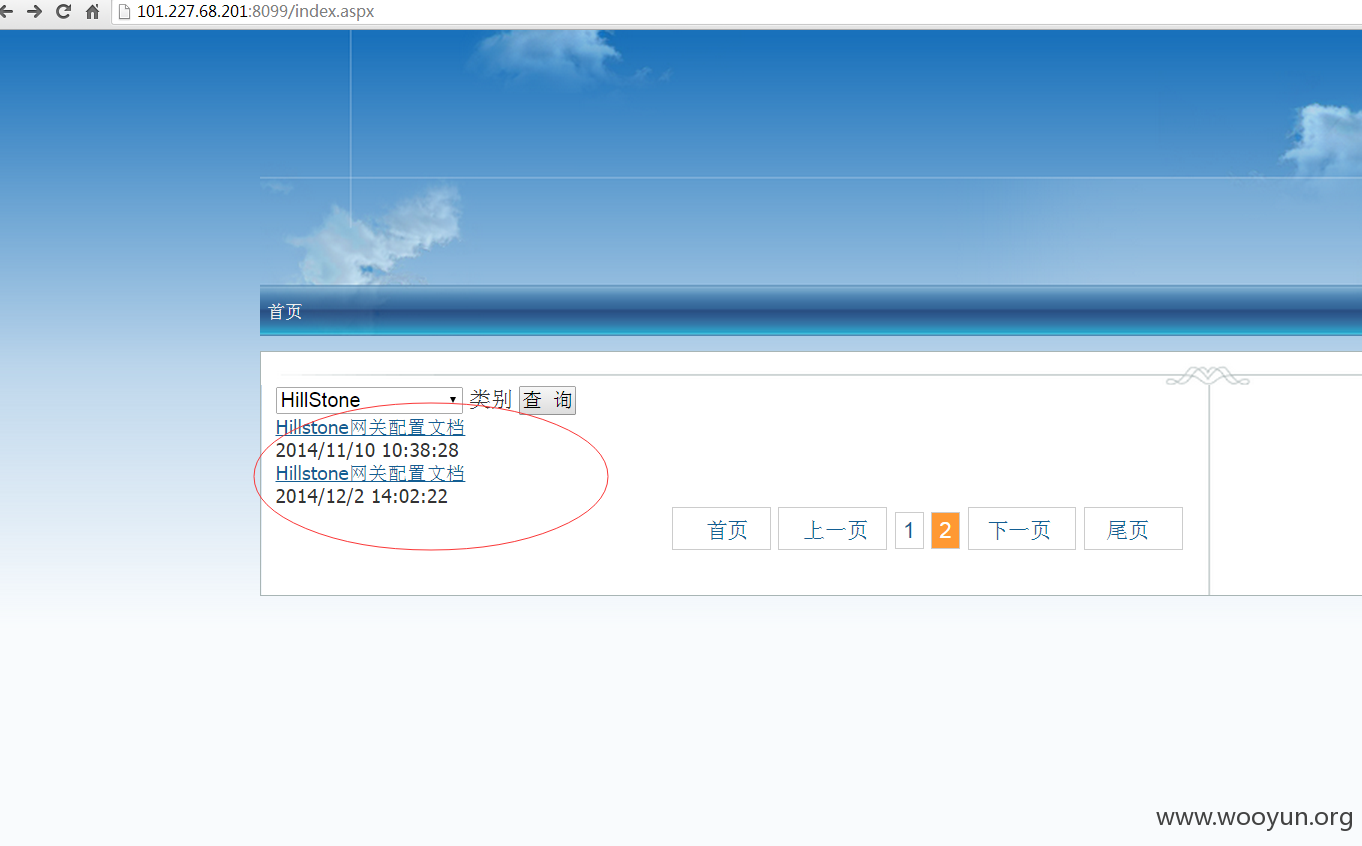 101.227.68.201:8099/index.aspx
首页
HillStone 类别 查 询
Hillstone网关配置文档
2014/11/10 10:38:28
Hillstone网关配置文档
2014/12/2 14:02:22
首页 上一页 1 2 下一页 尾页
www.wooyun.org